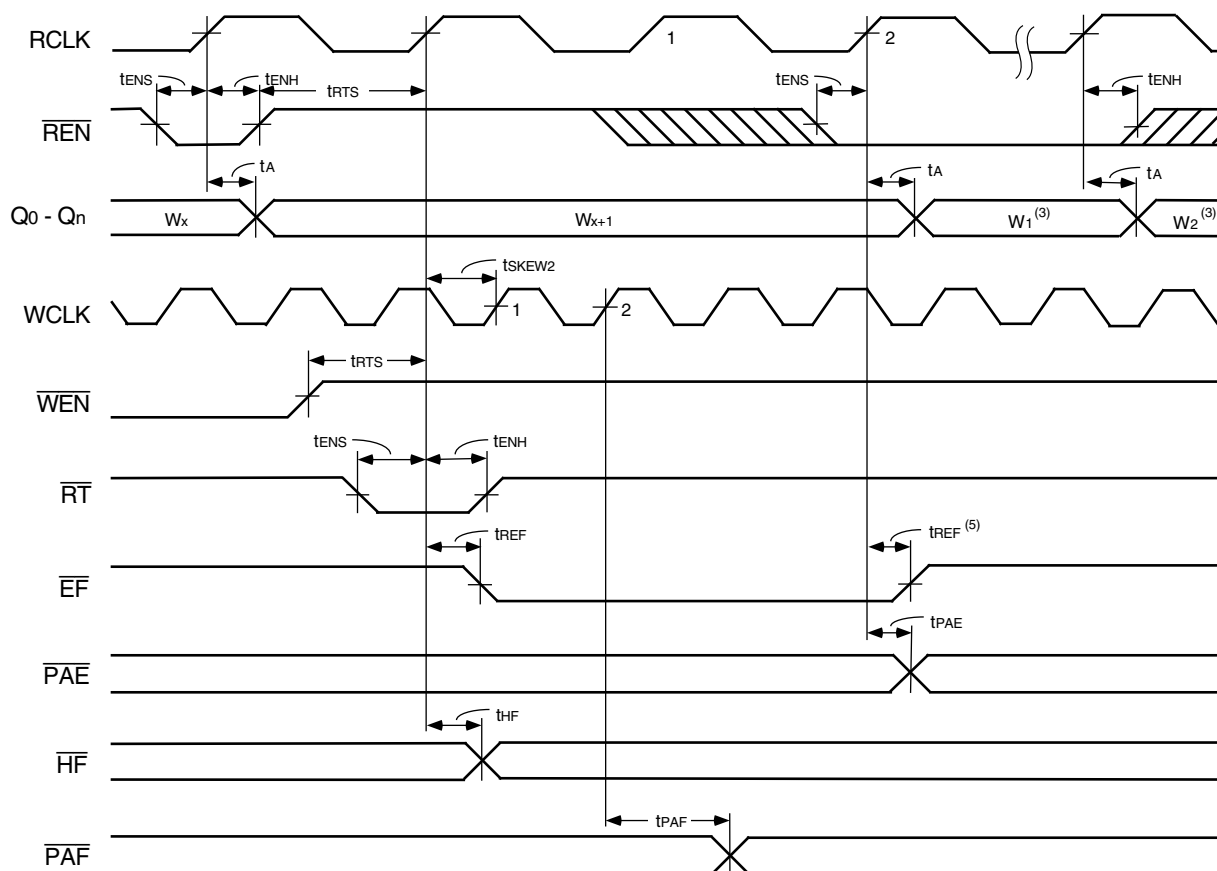 RCLK 1 2
tENS tENH tRTS tENS tENH
REN
tA tA tA
Q0 - Qn Wx Wx+1 W1(3) W2(3)
tSKEW2
WCLK 1 2
tRTS
WEN
tENS tENH
RT
tREF tREF(5)
EF
tPAE
PAE
tHF
HF
tPAF
PAF